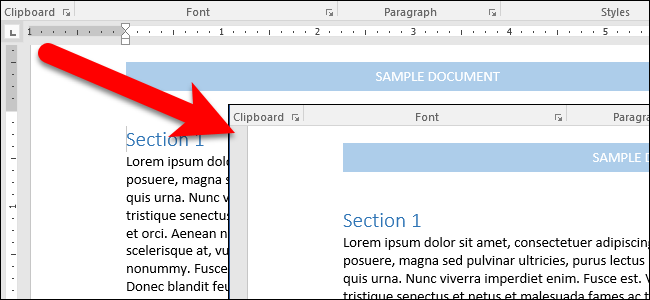 Clipboard Font Paragraph Styles
1 1 2 3 4 5
SAMPLE DOCUMENT
Section 1
Lorem ipsum dolo
posuere, magna s
quis urna. Nunc v
tristique senectus
et orci. Aenean n
scelerisque at, vu
nonummy. Fusce
Donec blandit feu
1
Clipboard Font Paragra
SAMPLE D
Section 1
Lorem ipsum dolor sit amet, consectetuer adipiscing
posuere, magna sed pulvinar ultricies, purus lectus
quis urna. Nunc viverra imperdiet enim. Fusce est. V
tristique senectus et netus et malesuada fames ac t